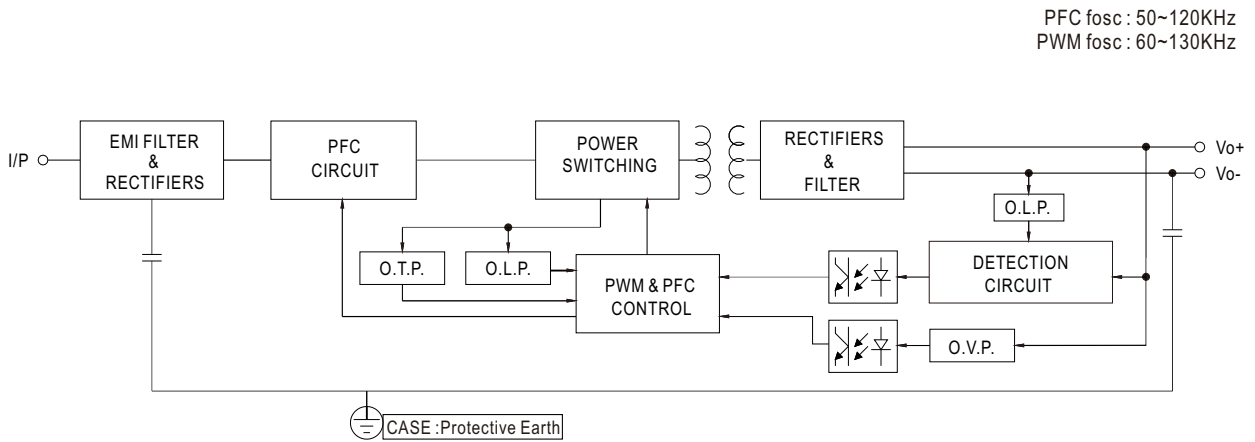 PFC fosc : 50~120KHz
PWM fosc : 60~130KHz
I/P
EMI FILTER
&
RECTIFIERS
PFC
CIRCUIT
POWER
SWITCHING
RECTIFIERS
&
FILTER
Vo+
Vo-
O.L.P.
O.T.P.
O.L.P.
PWM & PFC
CONTROL
DETECTION
CIRCUIT
O.V.P.
CASE :Protective Earth